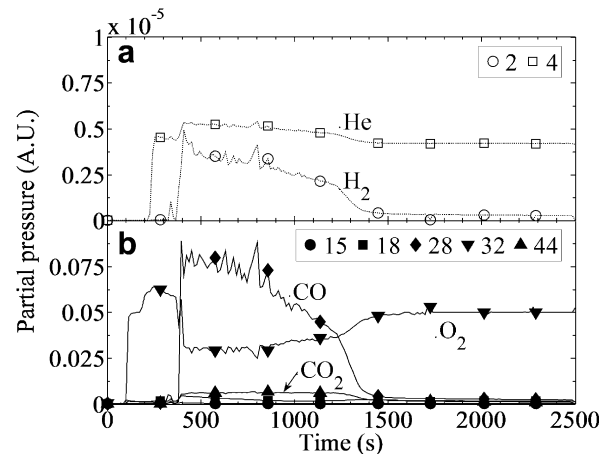 1 x 10^-5
a
2 4
0.75
0.5
0.25
0
He
H₂
Partial pressure (A.U.)
b
15 18 28 32 44
0.075
0.05
0.025
0
CO
O₂
CO₂
0 500 1000 1500 2000 2500
Time (s)